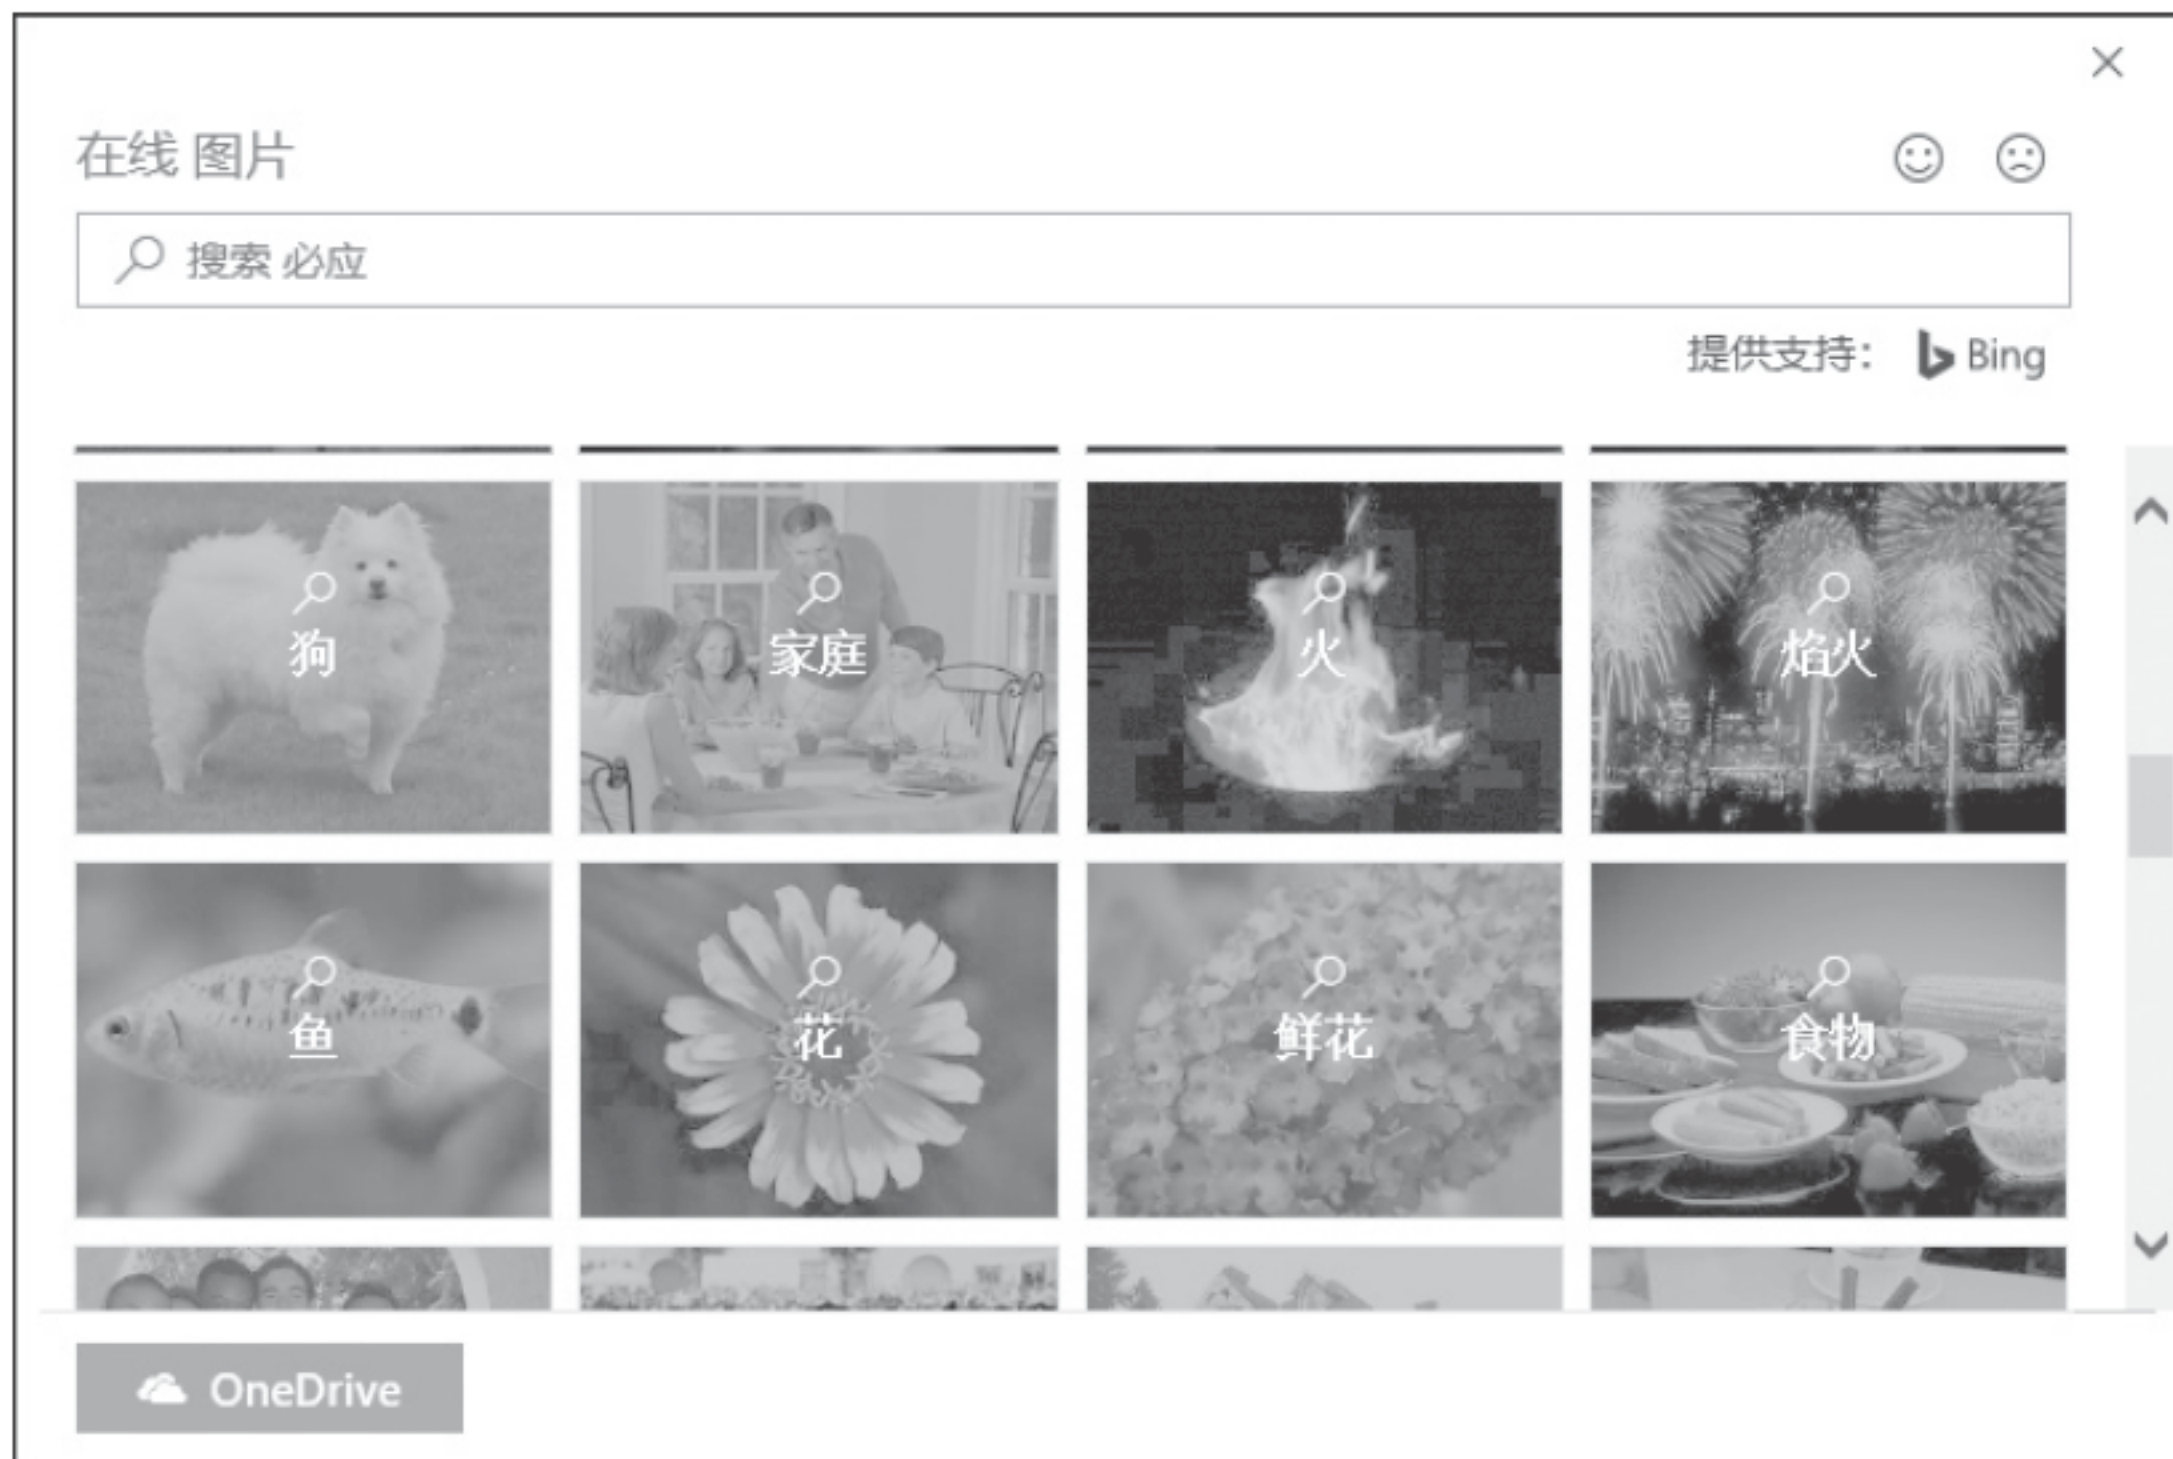 在线 图片
搜索 必应
提供支持： Bing
狗
家庭
火
焰火
鱼
花
鲜花
食物
OneDrive